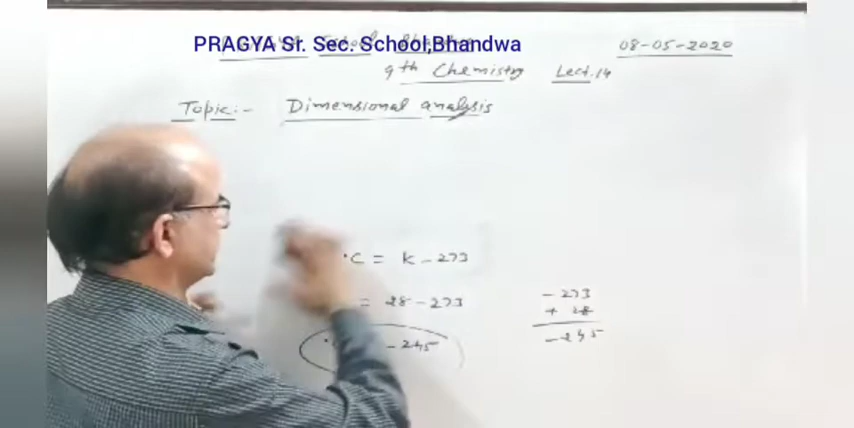 PRAGYA Sr. Sec. School,Bhandwa
08-05-2020
9th Chemistry Lect.14
Topic:- Dimensional analysis
°C = K - 273
= 28 - 273
- 245
- 273
+ 28
- 245